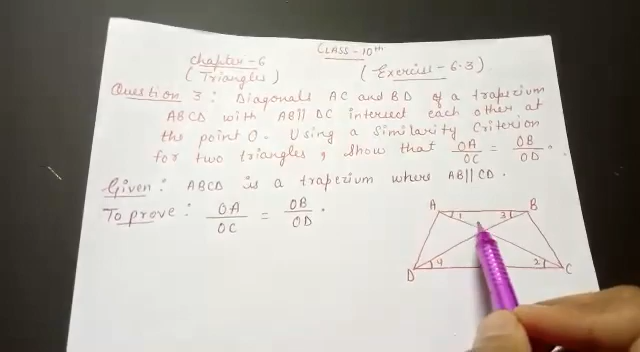 CLASS - 10th
Chapter - 6
(Triangles)
(Exercise - 6.3)
Question 3 : Diagonals AC and BD of a trapezium
ABCD with AB || DC intersect each other at
the point O. Using a similarity Criterion
for two triangles, show that OA/OC = OB/OD.
Given : ABCD is a trapezium where AB || CD.
To prove : OA/OC = OB/OD.
A 1 3 B
D 4 2 C